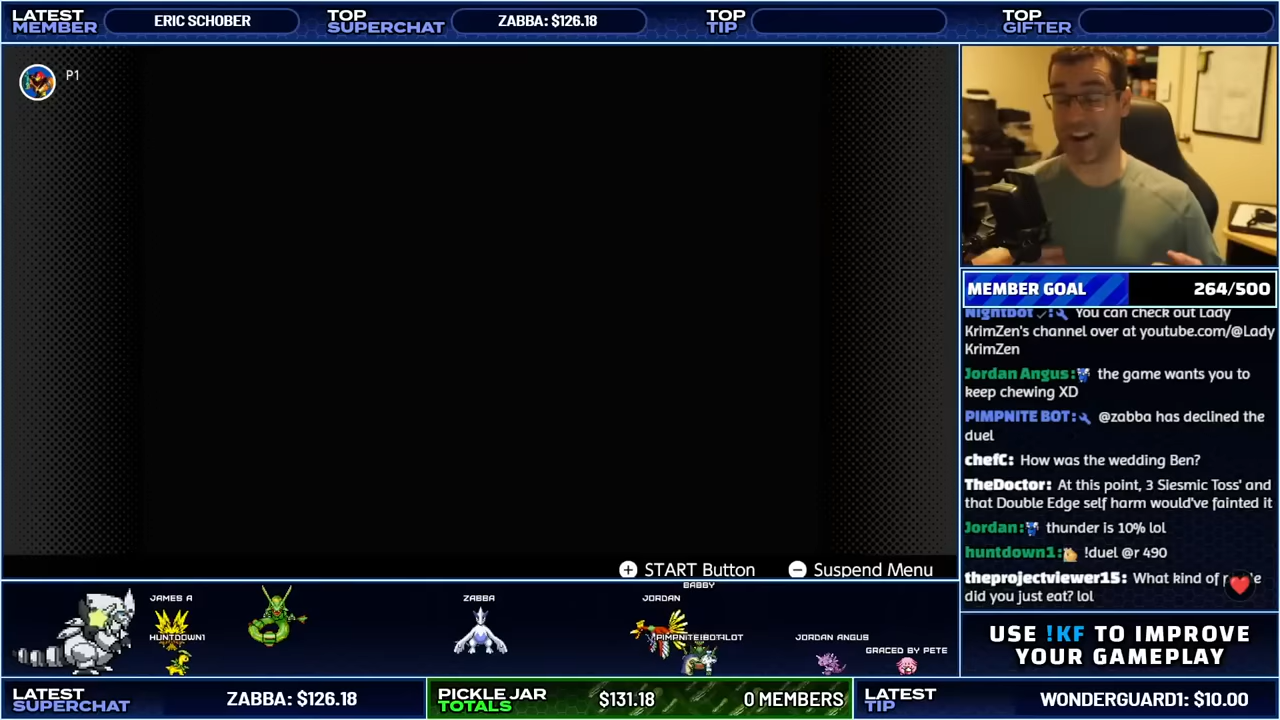 LATEST
MEMBER
ERIC SCHOBER
TOP
SUPERCHAT
ZABBA: $126.18
TOP
TIP
TOP
GIFTER
P1
START Button
Suspend Menu
MEMBER GOAL
264/500
Nightbot : You can check out Lady
KrimZen's channel over at youtube.com/@Lady
KrimZen
Jordan Angus: the game wants you to
keep chewing XD
PIMPNITE BOT: @zabba has declined the
duel
chefC: How was the wedding Ben?
TheDoctor: At this point, 3 Siesmic Toss' and
that Double Edge self harm would've fainted it
Jordan: thunder is 10% lol
huntdown1: !duel @r 490
theprojectviewer15: What kind of
did you just eat? lol
JAMES A
HUNTDOWN1
ZABBA
BABBY
JORDAN
JORDAN ANGUS
GRACED BY PETE
USE !KF TO IMPROVE
YOUR GAMEPLAY
LATEST
SUPERCHAT
ZABBA: $126.18
PICKLE JAR
TOTALS
$131.18
0 MEMBERS
LATEST
TIP
WONDERGUARD1: $10.00